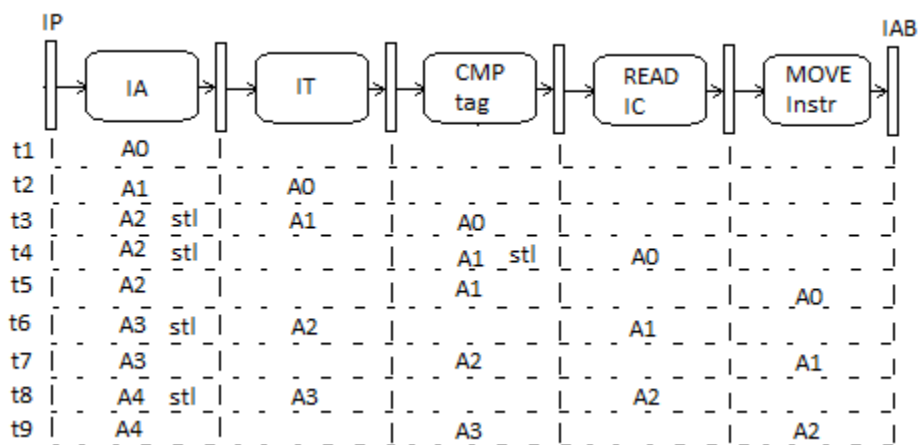 IP IAB
IA IT CMP tag READ IC MOVE Instr
t1 A0
t2 A1 A0
t3 A2 stl A1 A0
t4 A2 stl A1 stl A0
t5 A2 A1 A0
t6 A3 stl A2 A1
t7 A3 A2 A1
t8 A4 stl A3 A2
t9 A4 A3 A2